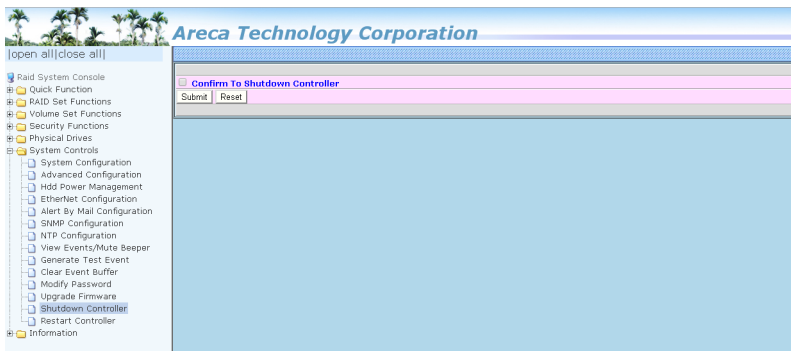 Areca Technology Corporation
|open all|close all|
Raid System Console
Quick Function
RAID Set Functions
Volume Set Functions
Security Functions
Physical Drives
System Controls
System Configuration
Advanced Configuration
Hdd Power Management
EtherNet Configuration
Alert By Mail Configuration
SNMP Configuration
NTP Configuration
View Events/Mute Beeper
Generate Test Event
Clear Event Buffer
Modify Password
Upgrade Firmware
Shutdown Controller
Restart Controller
Information
Confirm To Shutdown Controller
Submit Reset